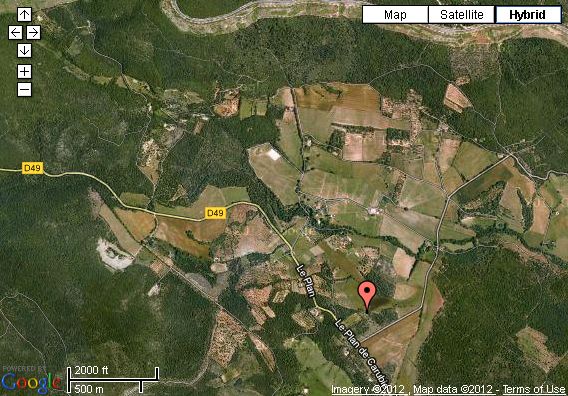 Map Satellite Hybrid
D49
D49
Le Plan
Le Plan de Carubi
2000 ft
500 m
POWERED BY
Google
Imagery ©2012 , Map data ©2012 - Terms of Use